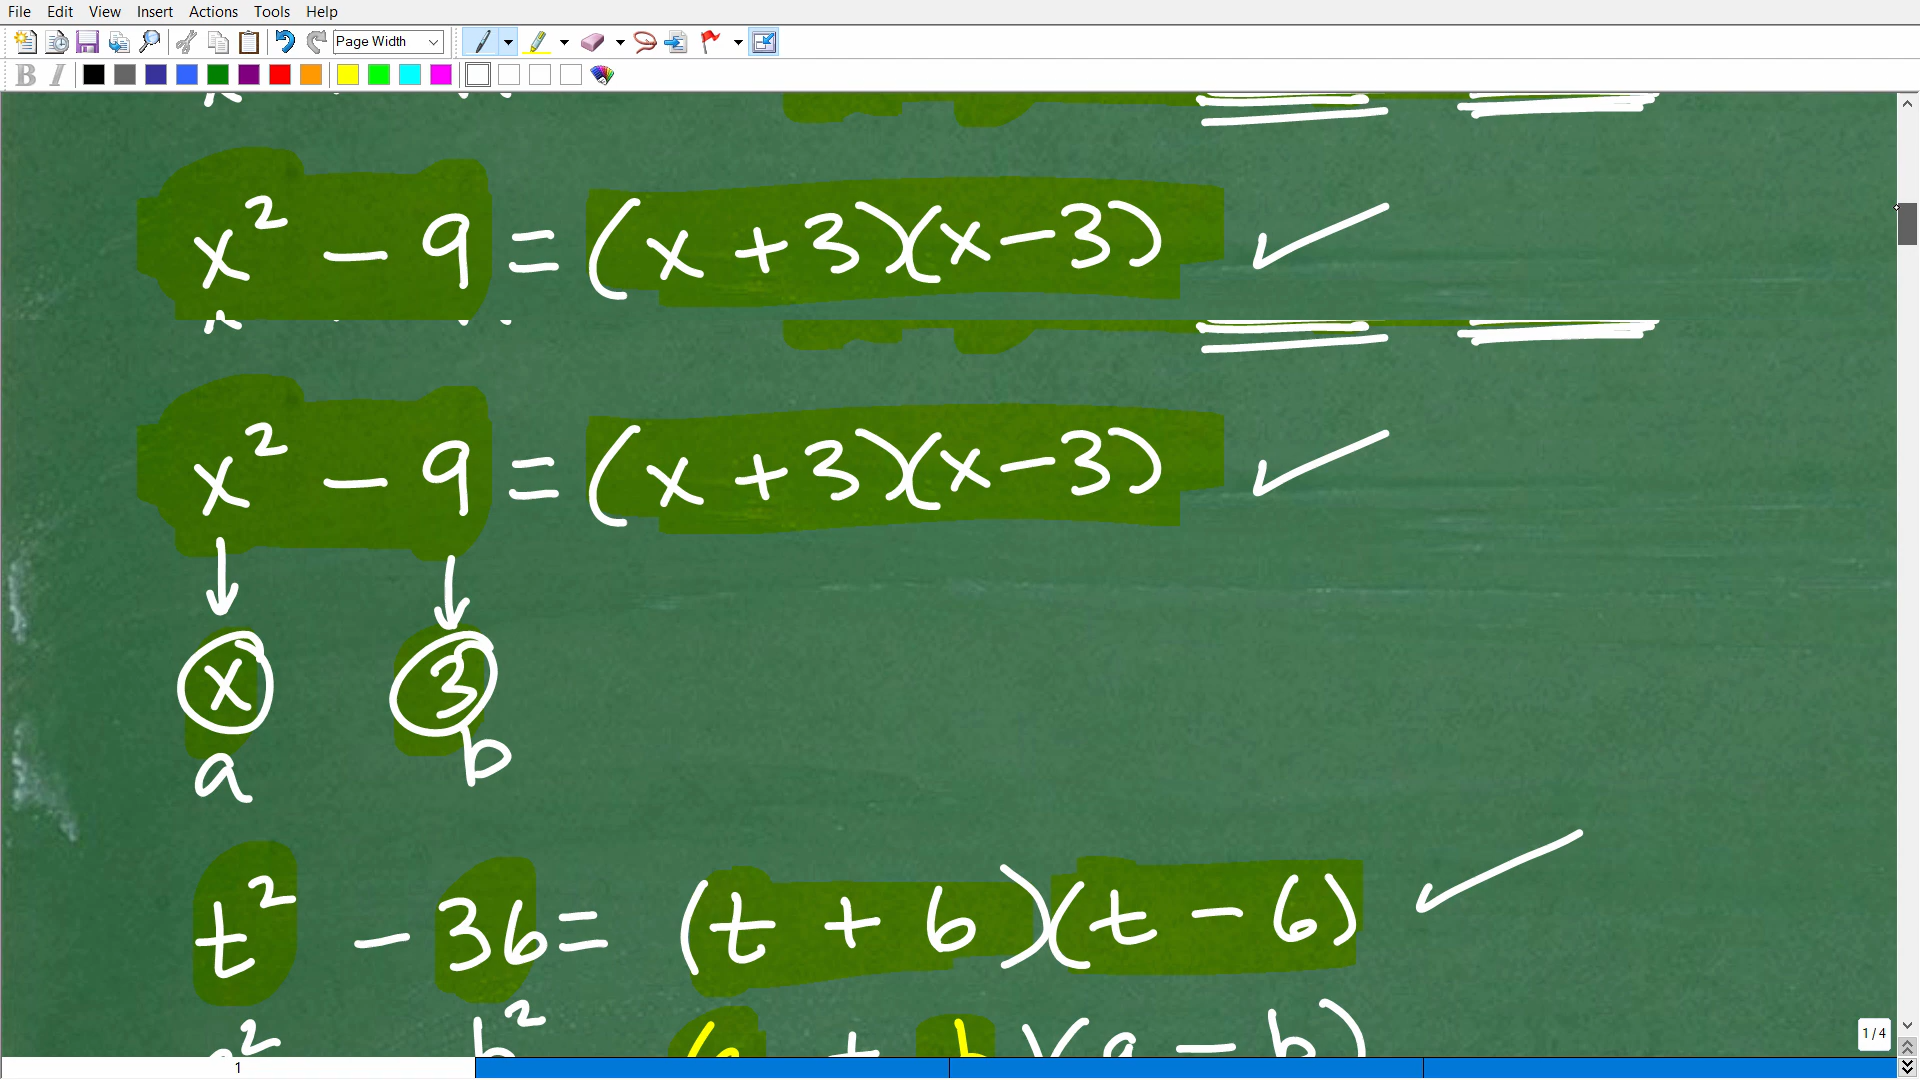 File Edit View Insert Actions Tools Help
Page Width
B I
x² − 9 = (x + 3)(x − 3) ✓
x² − 9 = (x + 3)(x − 3) ✓
x 3
a b
t² − 36 = (t + 6)(t − 6) ✓
b² + b)(a − b)
1 / 4
1